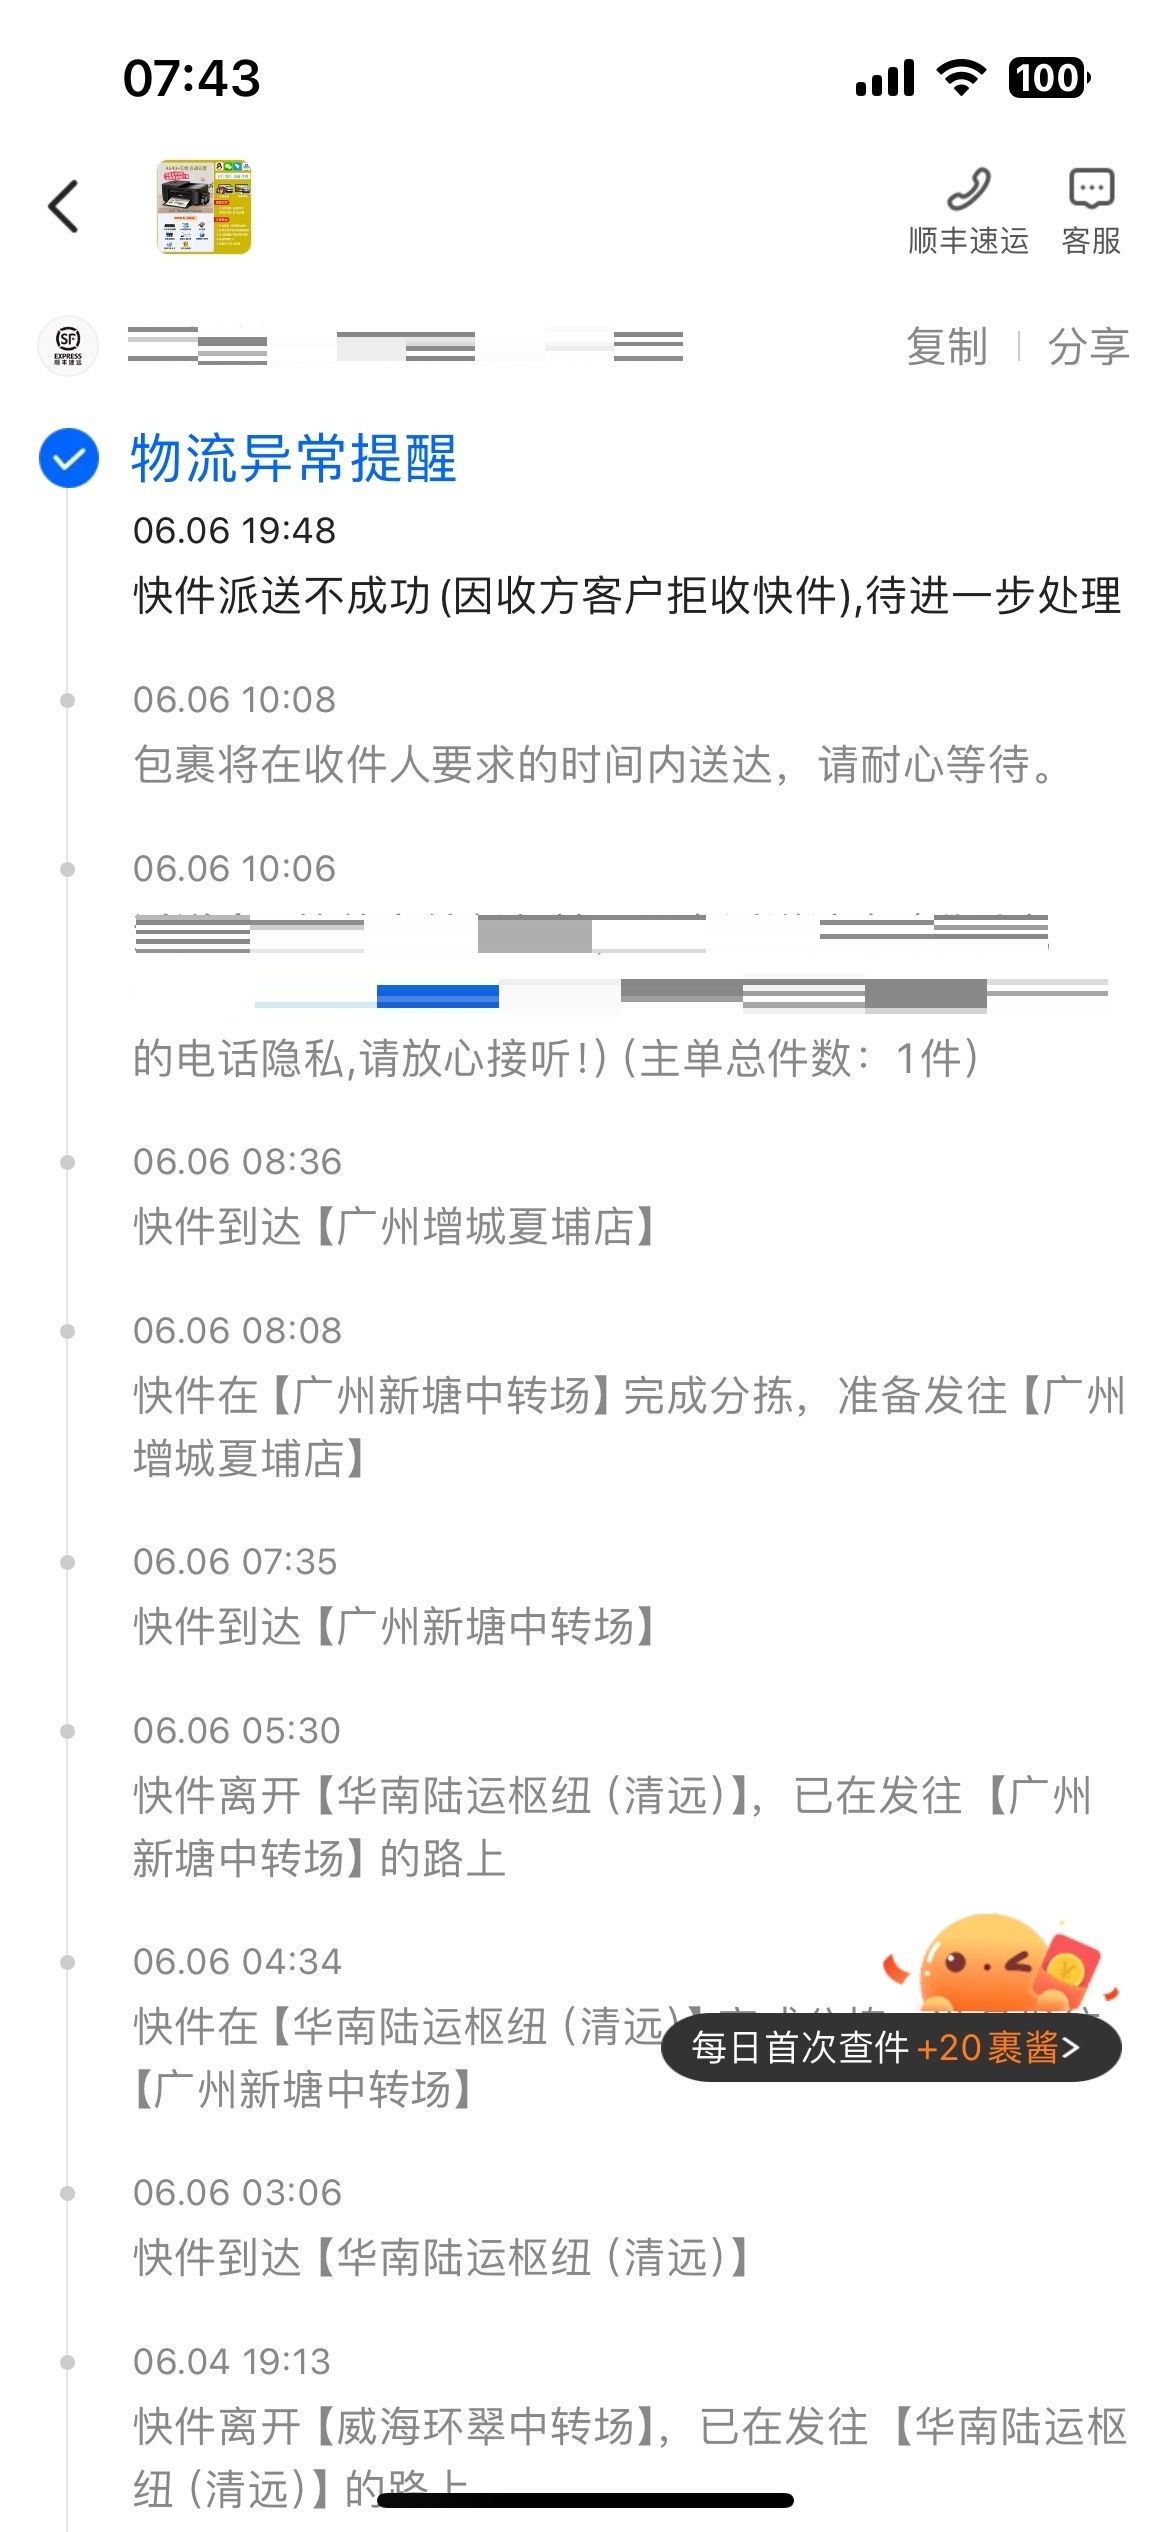 07:43
100
顺丰速运
客服
SF
EXPRESS
顺丰速运
复制
分享
物流异常提醒
06.06 19:48
快件派送不成功(因收方客户拒收快件),待进一步处理
06.06 10:08
包裹将在收件人要求的时间内送达，请耐心等待。
06.06 10:06
的电话隐私,请放心接听!)（主单总件数：1件）
06.06 08:36
快件到达【广州增城夏埔店】
06.06 08:08
快件在【广州新塘中转场】完成分拣，准备发往【广州
增城夏埔店】
06.06 07:35
快件到达【广州新塘中转场】
06.06 05:30
快件离开【华南陆运枢纽（清远）】，已在发往【广州
新塘中转场】的路上
06.06 04:34
快件在【华南陆运枢纽（清远）
每日首次查件+20裹酱>
【广州新塘中转场】
06.06 03:06
快件到达【华南陆运枢纽（清远）】
06.04 19:13
快件离开【威海环翠中转场】，已在发往【华南陆运枢
纽（清远）】的路上